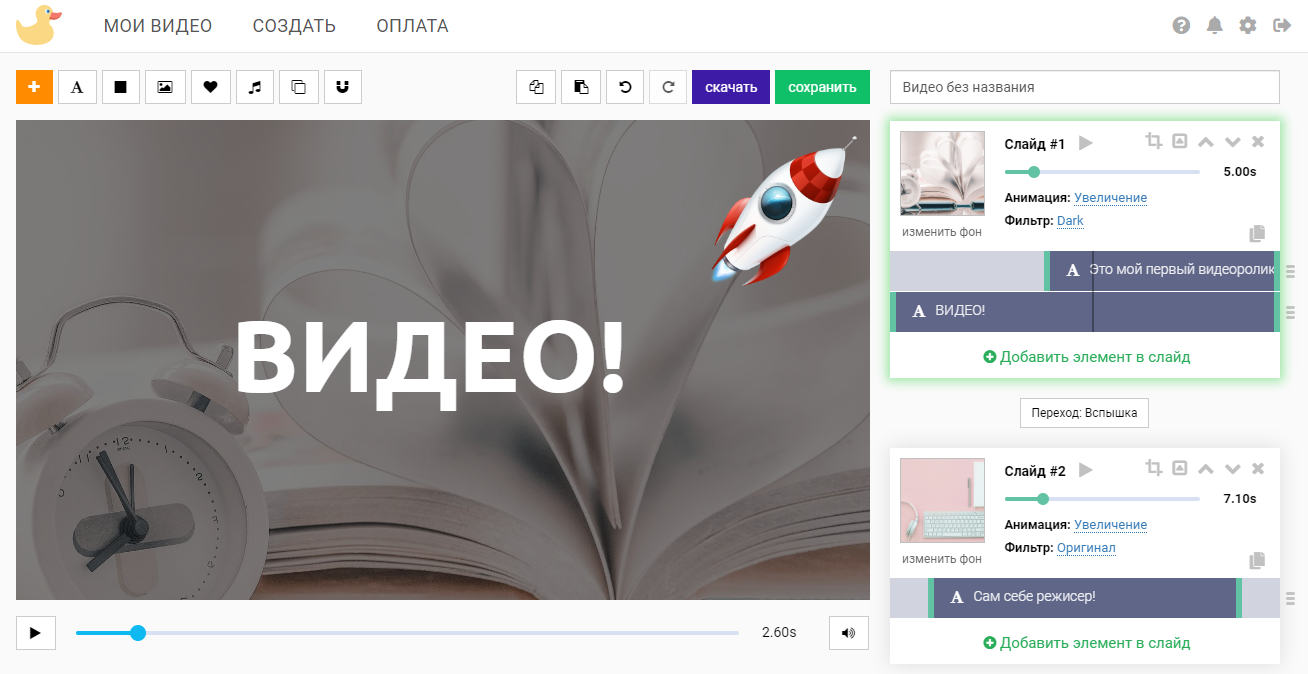 МОИ ВИДЕО СОЗДАТЬ ОПЛАТА
A
скачать сохранить
Видео без названия
ВИДЕО!
12
2.60s
Слайд #1
5.00s
Анимация: Увеличение
Фильтр: Dark
изменить фон
A Это мой первый видеоролик
A ВИДЕО!
Добавить элемент в слайд
Переход: Вспышка
Слайд #2
7.10s
Анимация: Увеличение
Фильтр: Оригинал
изменить фон
A Сам себе режисер!
Добавить элемент в слайд